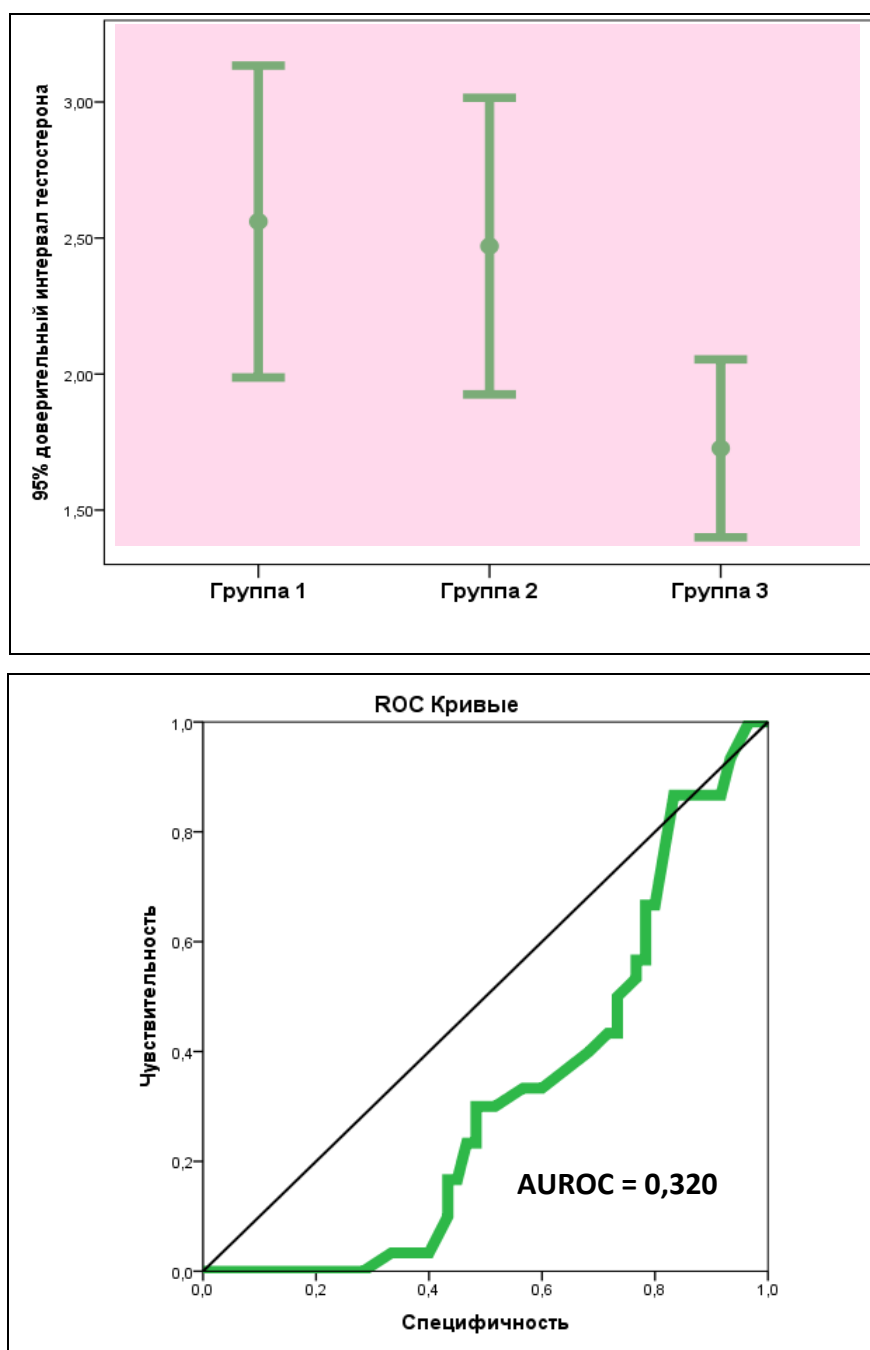 95% доверительный интервал тестостерона
3,00
2,50
2,00
1,50
Группа 1 Группа 2 Группа 3
ROC Кривые
Чувствительность
1,0
0,8
0,6
0,4
0,2
0,0
AUROC = 0,320
0,0 0,2 0,4 0,6 0,8 1,0
Специфичность